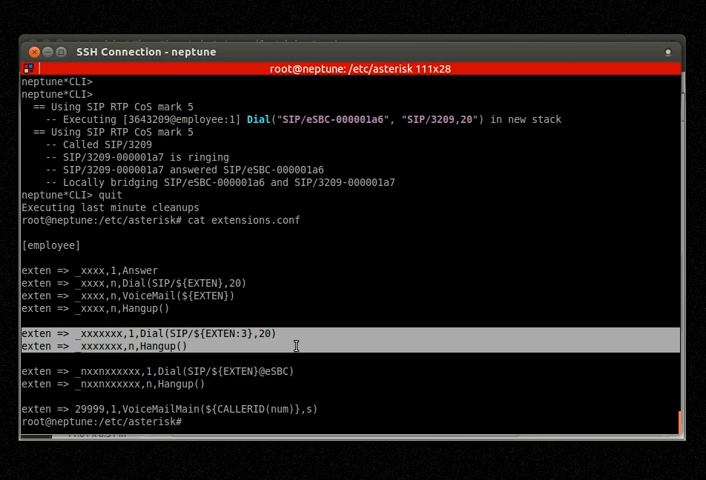 SSH Connection - neptune
root@neptune: /etc/asterisk 111x28
neptune*CLI>
neptune*CLI>
== Using SIP RTP CoS mark 5
-- Executing [3643209@employee:1] Dial("SIP/eSBC-000001a6", "SIP/3209,20") in new stack
== Using SIP RTP CoS mark 5
-- Called SIP/3209
-- SIP/3209-000001a7 is ringing
-- SIP/3209-000001a7 answered SIP/eSBC-000001a6
-- Locally bridging SIP/eSBC-000001a6 and SIP/3209-000001a7
neptune*CLI> quit
Executing last minute cleanups
root@neptune:/etc/asterisk# cat extensions.conf
[employee]
exten => _xxxx,1,Answer
exten => _xxxx,n,Dial(SIP/${EXTEN},20)
exten => _xxxx,n,VoiceMail(${EXTEN})
exten => _xxxx,n,Hangup()
exten => _xxxxxxx,1,Dial(SIP/${EXTEN:3},20)
exten => _xxxxxxx,n,Hangup()
exten => _nxxnxxxxxx,1,Dial(SIP/${EXTEN}@eSBC)
exten => _nxxnxxxxxx,n,Hangup()
exten => 29999,1,VoiceMailMain(${CALLERID(num)},s)
root@neptune:/etc/asterisk#